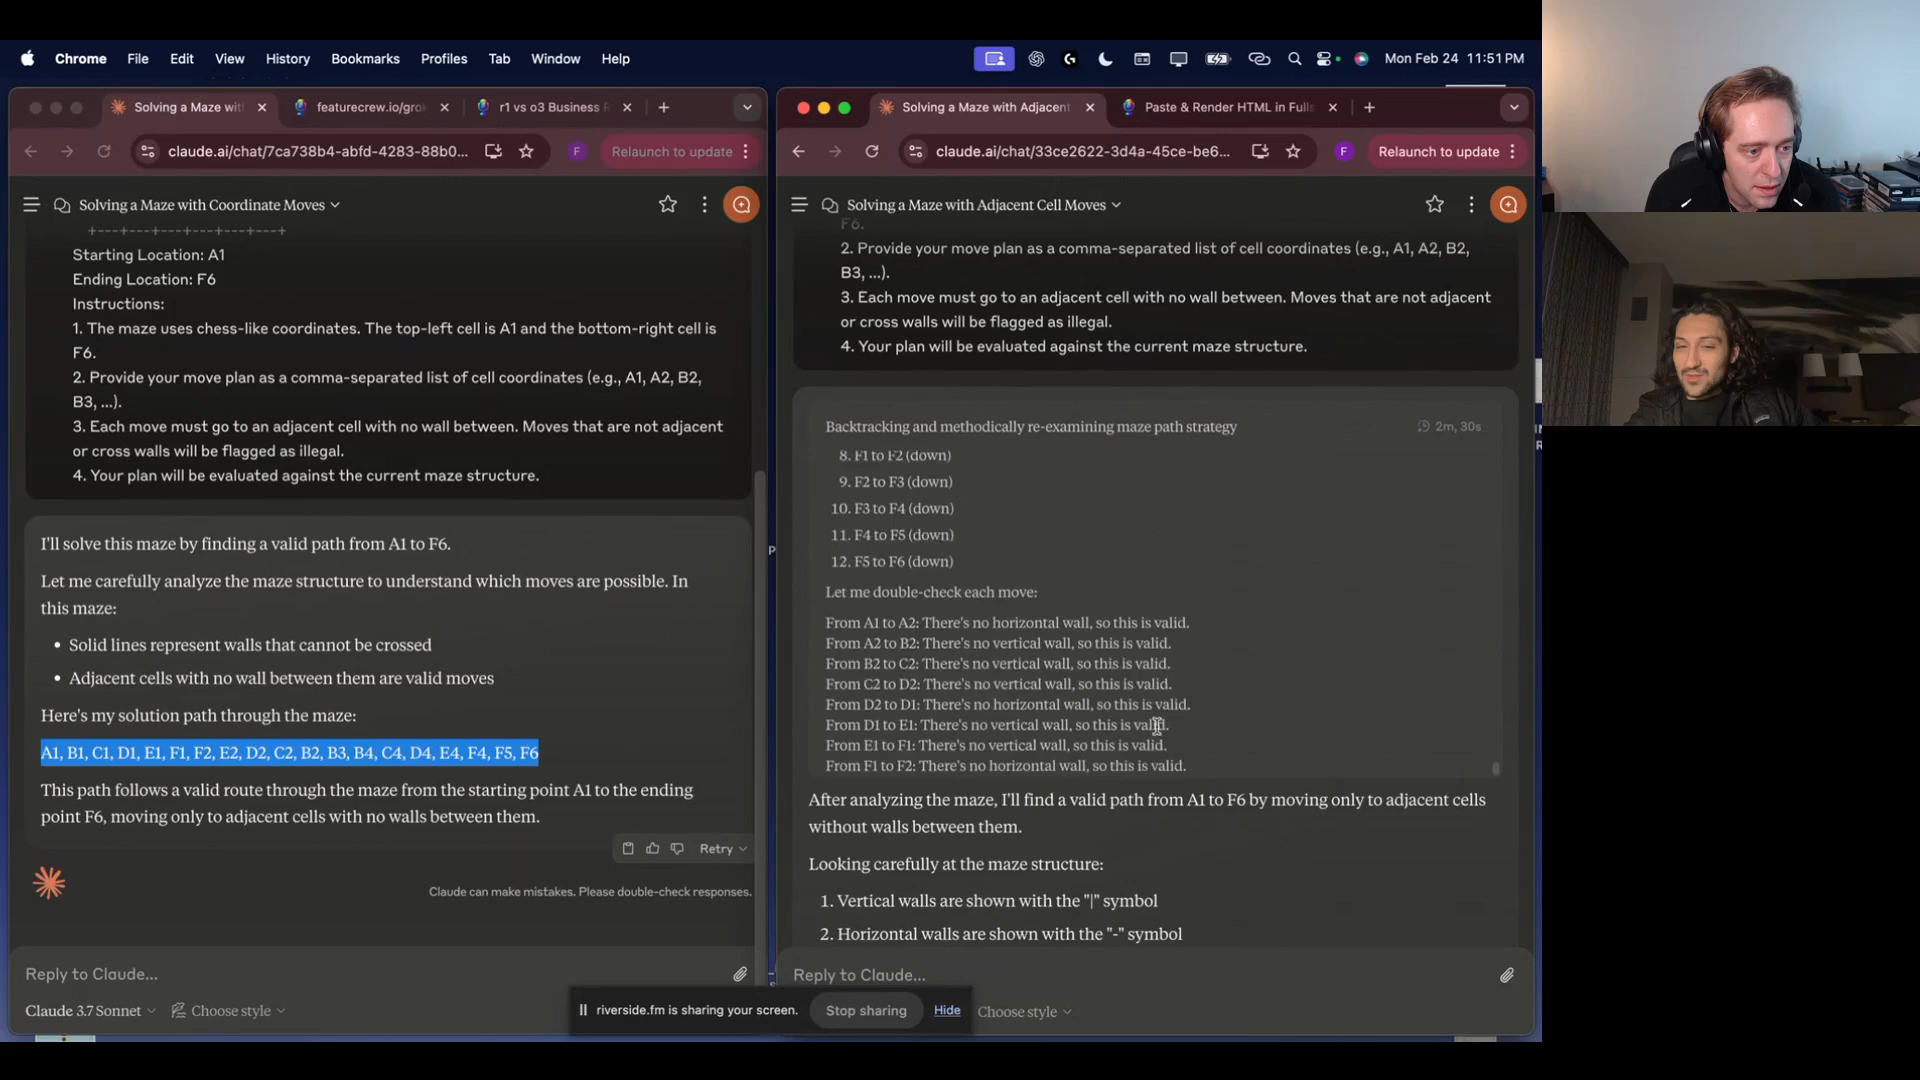 Chrome File Edit View History Bookmarks Profiles Tab Window Help
Mon Feb 24 11:51 PM
Solving a Maze wit
featurecrew.io/gro
r1 vs o3 Business
claude.ai/chat/7ca738b4-abfd-4283-88b0...
F
Relaunch to update
Solving a Maze with Coordinate Moves
+---+---+---+---+---+---+
Starting Location: A1
Ending Location: F6
Instructions:
1. The maze uses chess-like coordinates. The top-left cell is A1 and the bottom-right cell is
F6.
2. Provide your move plan as a comma-separated list of cell coordinates (e.g., A1, A2, B2,
B3, ...).
3. Each move must go to an adjacent cell with no wall between. Moves that are not adjacent
or cross walls will be flagged as illegal.
4. Your plan will be evaluated against the current maze structure.
I'll solve this maze by finding a valid path from A1 to F6.
Let me carefully analyze the maze structure to understand which moves are possible. In
this maze:
• Solid lines represent walls that cannot be crossed
• Adjacent cells with no wall between them are valid moves
Here's my solution path through the maze:
A1, B1, C1, D1, E1, F1, F2, E2, D2, C2, B2, B3, B4, C4, D4, E4, F4, F5, F6
This path follows a valid route through the maze from the starting point A1 to the ending
point F6, moving only to adjacent cells with no walls between them.
Retry
Claude can make mistakes. Please double-check responses.
Reply to Claude...
Claude 3.7 Sonnet
Choose style
Solving a Maze with Adjacent
Paste & Render HTML in Fulls
claude.ai/chat/33ce2622-3d4a-45ce-be6...
F
Relaunch to update
Solving a Maze with Adjacent Cell Moves
F6.
2. Provide your move plan as a comma-separated list of cell coordinates (e.g., A1, A2, B2,
B3, ...).
3. Each move must go to an adjacent cell with no wall between. Moves that are not adjacent
or cross walls will be flagged as illegal.
4. Your plan will be evaluated against the current maze structure.
Backtracking and methodically re-examining maze path strategy
2m, 30s
8. F1 to F2 (down)
9. F2 to F3 (down)
10. F3 to F4 (down)
11. F4 to F5 (down)
12. F5 to F6 (down)
Let me double-check each move:
From A1 to A2: There's no horizontal wall, so this is valid.
From A2 to B2: There's no vertical wall, so this is valid.
From B2 to C2: There's no vertical wall, so this is valid.
From C2 to D2: There's no vertical wall, so this is valid.
From D2 to D1: There's no horizontal wall, so this is valid.
From D1 to E1: There's no vertical wall, so this is valid.
From E1 to F1: There's no vertical wall, so this is valid.
From F1 to F2: There's no horizontal wall, so this is valid.
After analyzing the maze, I'll find a valid path from A1 to F6 by moving only to adjacent cells
without walls between them.
Looking carefully at the maze structure:
1. Vertical walls are shown with the "|" symbol
2. Horizontal walls are shown with the "-" symbol
Reply to Claude...
Choose style
riverside.fm is sharing your screen.
Stop sharing
Hide